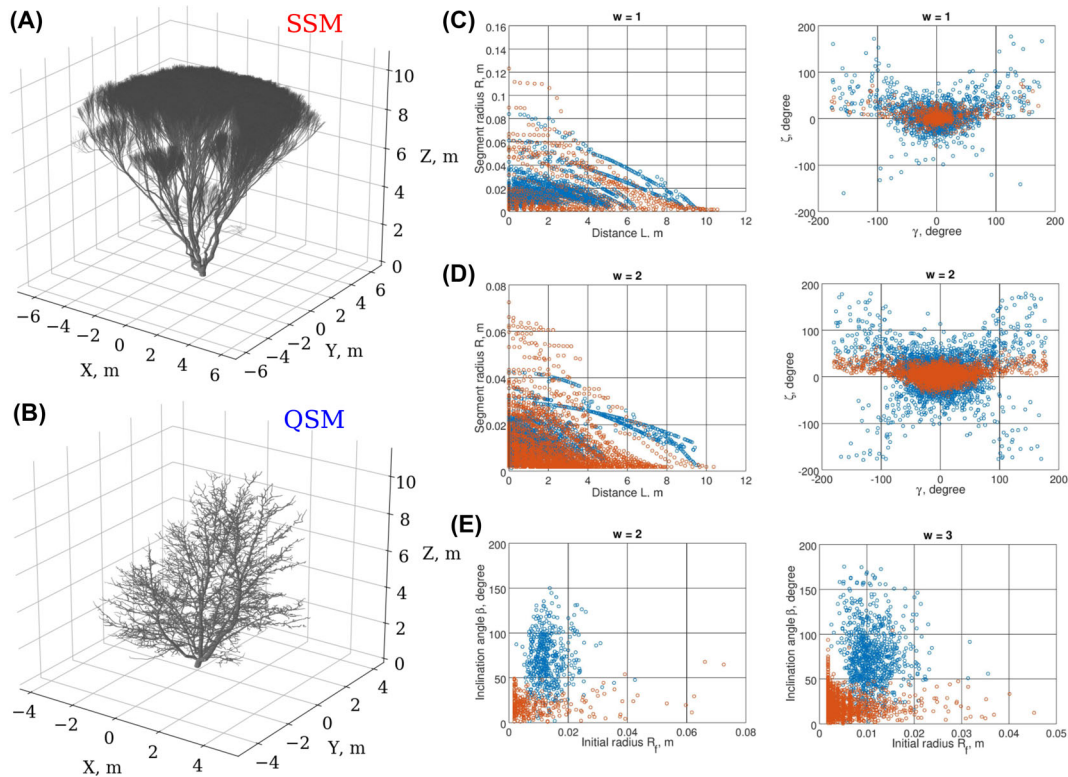 (A)
SSM
10
8
6
Z, m
4
2
0
−6
−4
−2
0
2
4
6
X, m
−6
−4
−2
0
2
4
6
Y, m
(B)
QSM
10
8
6
Z, m
4
2
0
−4
−2
0
2
4
X, m
−4
−2
0
2
4
Y, m
(C)
w = 1
Segment radius R, m
0.16
0.14
0.12
0.1
0.08
0.06
0.04
0.02
0
0 2 4 6 8 10 12
Distance L, m
w = 1
ζ, degree
200
100
0
-100
-200
-200 -100 0 100 200
γ, degree
(D)
w = 2
Segment radius R, m
0.08
0.06
0.04
0.02
0
0 2 4 6 8 10 12
Distance L, m
w = 2
ζ, degree
200
100
0
-100
-200
-200 -100 0 100 200
γ, degree
(E)
w = 2
Inclination angle β, degree
200
150
100
50
0
0 0.02 0.04 0.06 0.08
Initial radius Rf, m
w = 3
Inclination angle β, degree
200
150
100
50
0
0 0.01 0.02 0.03 0.04 0.05
Initial radius Rf, m